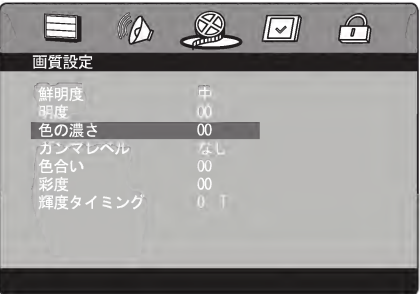 画質設定
鮮明度 中
明度 00
色の濃さ 00
ガンマレベル なし
色合い 00
彩度 00
輝度タイミング 0 T